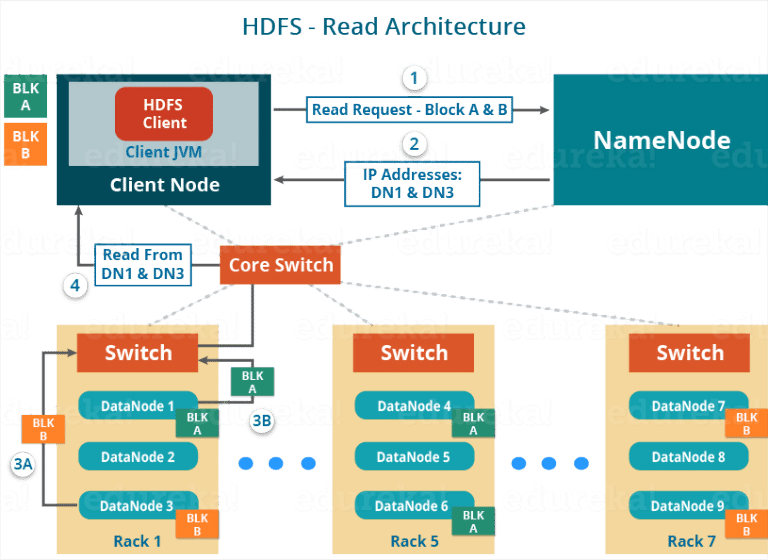 HDFS - Read Architecture
BLK
A
BLK
B
HDFS
Client
Client JVM
Client Node
1
Read Request - Block A & B
2
IP Addresses:
DN1 & DN3
NameNode
edureka!
4
Read From
DN1 & DN3
Core Switch
Switch
Switch
Switch
BLK
A
BLK
B
3A
3B
DataNode 1
BLK
A
DataNode 2
DataNode 3
BLK
B
Rack 1
DataNode 4
BLK
A
DataNode 5
DataNode 6
BLK
A
Rack 5
DataNode 7
BLK
B
DataNode 8
DataNode 9
BLK
B
Rack 7